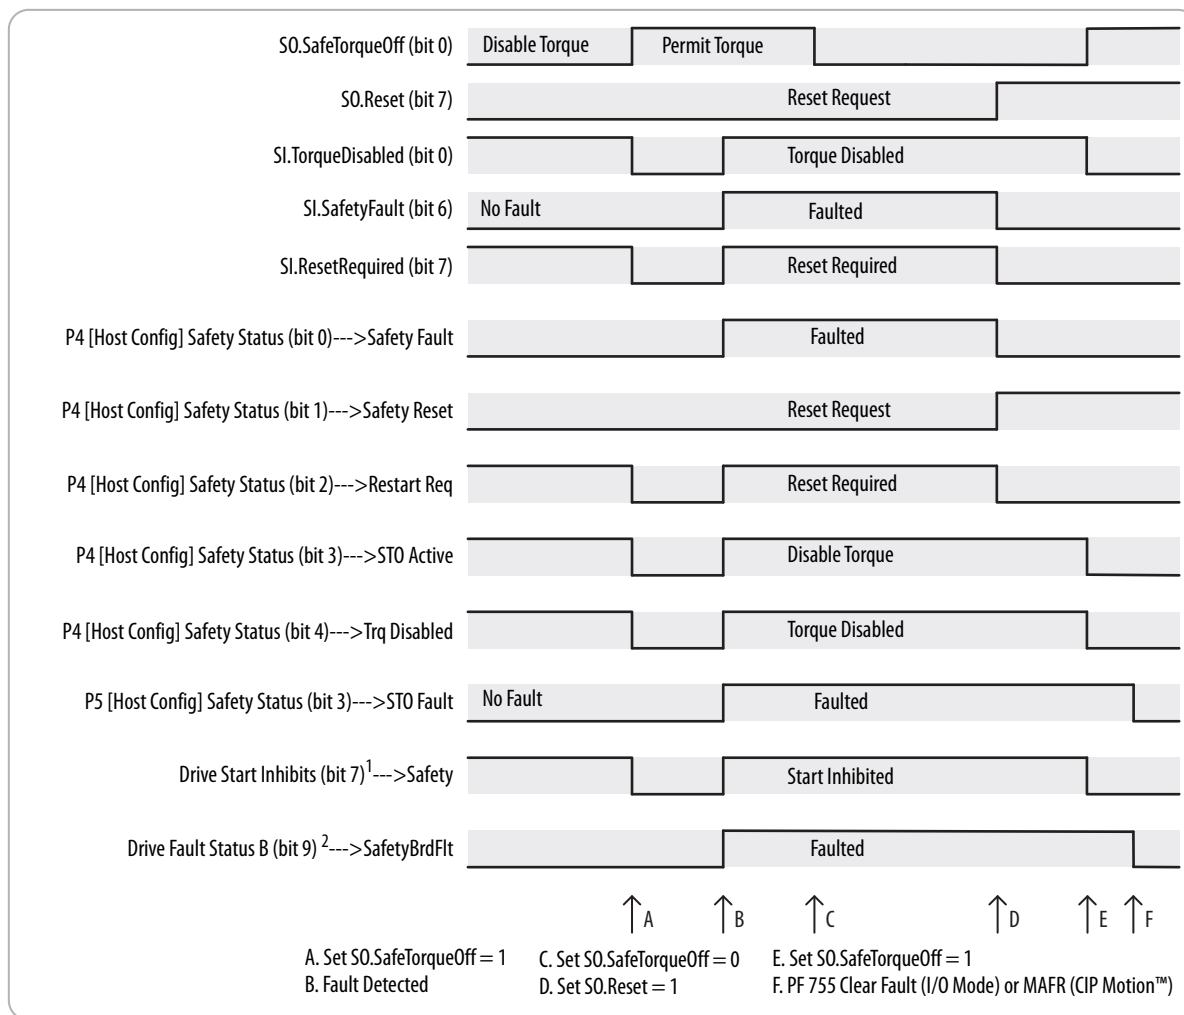 SO.SafeTorqueOff (bit 0) Disable Torque Permit Torque
SO.Reset (bit 7) Reset Request
SI.TorqueDisabled (bit 0) Torque Disabled
SI.SafetyFault (bit 6) No Fault Faulted
SI.ResetRequired (bit 7) Reset Required
P4 [Host Config] Safety Status (bit 0)--->Safety Fault Faulted
P4 [Host Config] Safety Status (bit 1)--->Safety Reset Reset Request
P4 [Host Config] Safety Status (bit 2)--->Restart Req Reset Required
P4 [Host Config] Safety Status (bit 3)--->STO Active Disable Torque
P4 [Host Config] Safety Status (bit 4)--->Trq Disabled Torque Disabled
P5 [Host Config] Safety Status (bit 3)--->STO Fault No Fault Faulted
Drive Start Inhibits (bit 7)1--->Safety Start Inhibited
Drive Fault Status B (bit 9) 2--->SafetyBrdFlt Faulted
A B C D E F
A. Set SO.SafeTorqueOff = 1 C. Set SO.SafeTorqueOff = 0 E. Set SO.SafeTorqueOff = 1
B. Fault Detected D. Set SO.Reset = 1 F. PF 755 Clear Fault (I/O Mode) or MAFR (CIP Motion™)